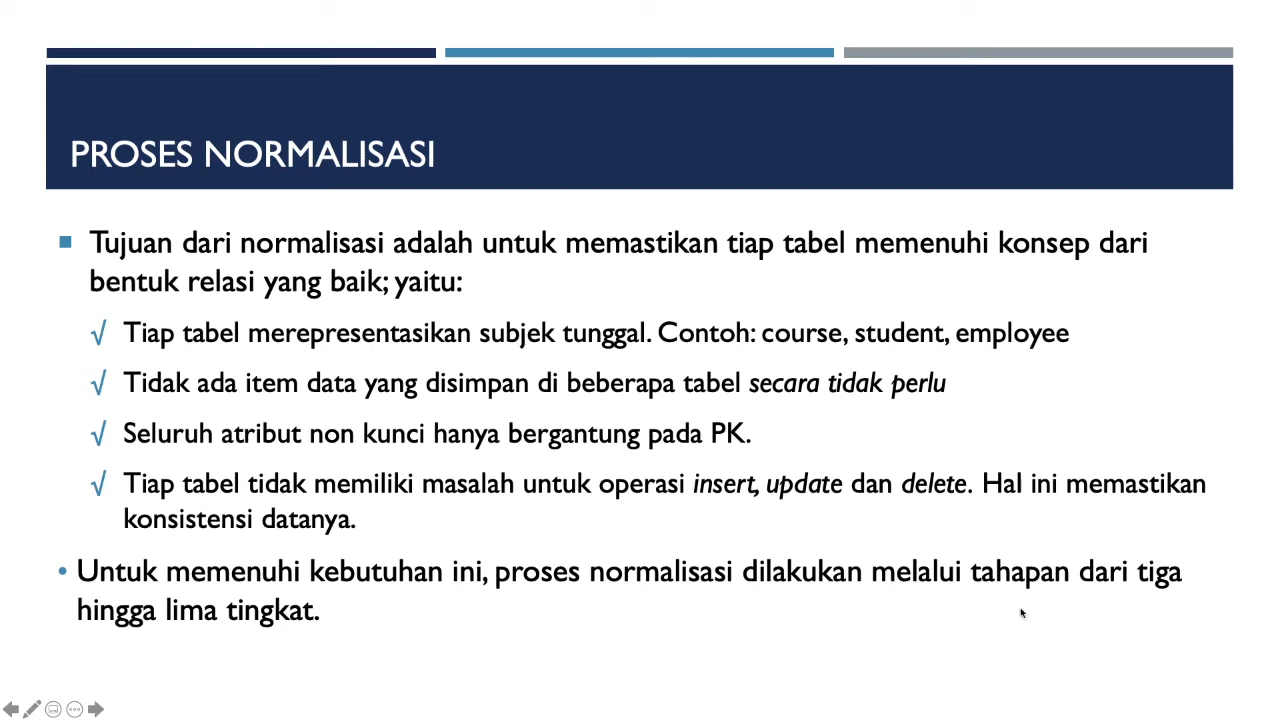 PROSES NORMALISASI
Tujuan dari normalisasi adalah untuk memastikan tiap tabel memenuhi konsep dari
bentuk relasi yang baik; yaitu:
√ Tiap tabel merepresentasikan subjek tunggal. Contoh: course, student, employee
√ Tidak ada item data yang disimpan di beberapa tabel secara tidak perlu
√ Seluruh atribut non kunci hanya bergantung pada PK.
√ Tiap tabel tidak memiliki masalah untuk operasi insert, update dan delete. Hal ini memastikan
konsistensi datanya.
• Untuk memenuhi kebutuhan ini, proses normalisasi dilakukan melalui tahapan dari tiga
hingga lima tingkat.